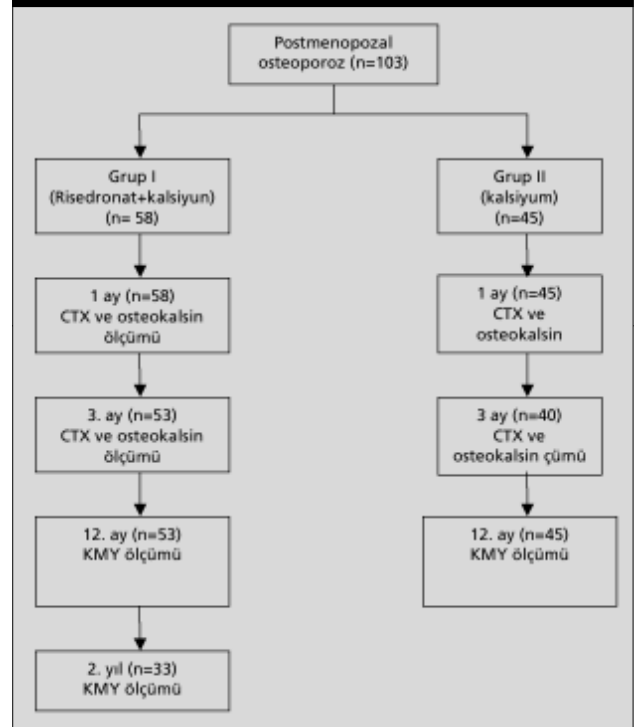 Postmenopozal
osteoporoz (n=103)
Grup I
(Risedronat+kalsiyun)
(n= 58)
1 ay (n=58)
CTX ve osteokalsin
ölçümü
3. ay (n=53)
CTX ve osteokalsin
ölçümü
12. ay (n=53)
KMY ölçümü
2. yıl (n=33)
KMY ölçümü
Grup II
(kalsiyum)
(n=45)
1 ay (n=45)
CTX ve
osteokalsin
3 ay (n=40)
CTX ve
osteokalsin çümü
12. ay (n=45)
KMY ölçümü